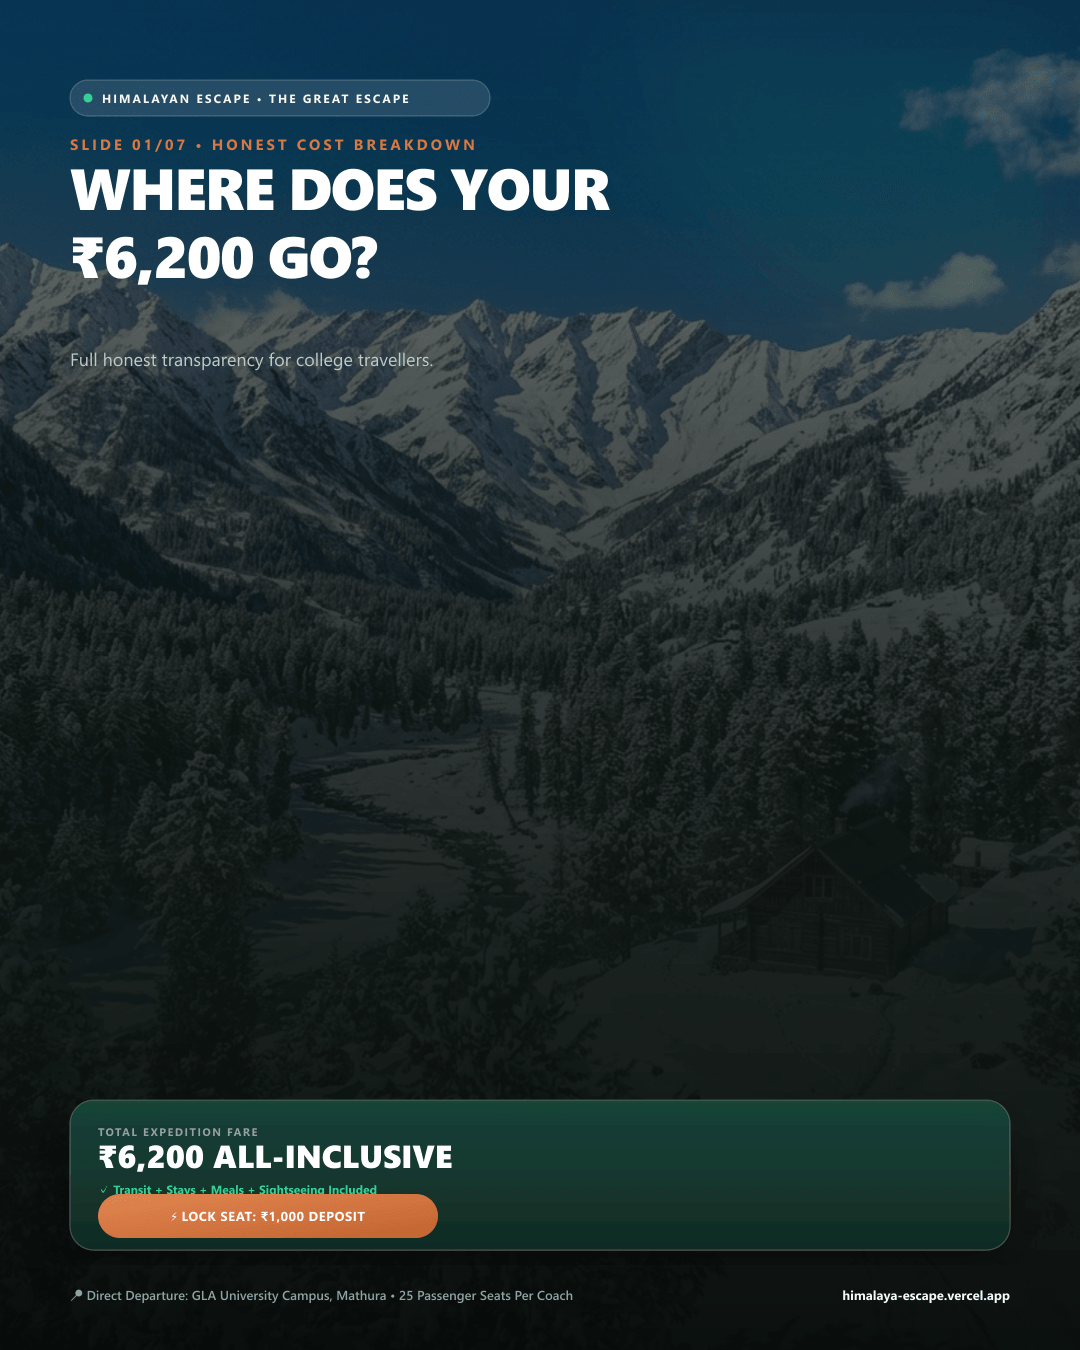 HIMALAYAN ESCAPE • THE GREAT ESCAPE
SLIDE 01/07 • HONEST COST BREAKDOWN
WHERE DOES YOUR
₹6,200 GO?
Full honest transparency for college travellers.
TOTAL EXPEDITION FARE
₹6,200 ALL-INCLUSIVE
✓ Transit + Stays + Meals + Sightseeing Included
⚡ LOCK SEAT: ₹1,000 DEPOSIT
📍 Direct Departure: GLA University Campus, Mathura • 25 Passenger Seats Per Coach
himalaya-escape.vercel.app